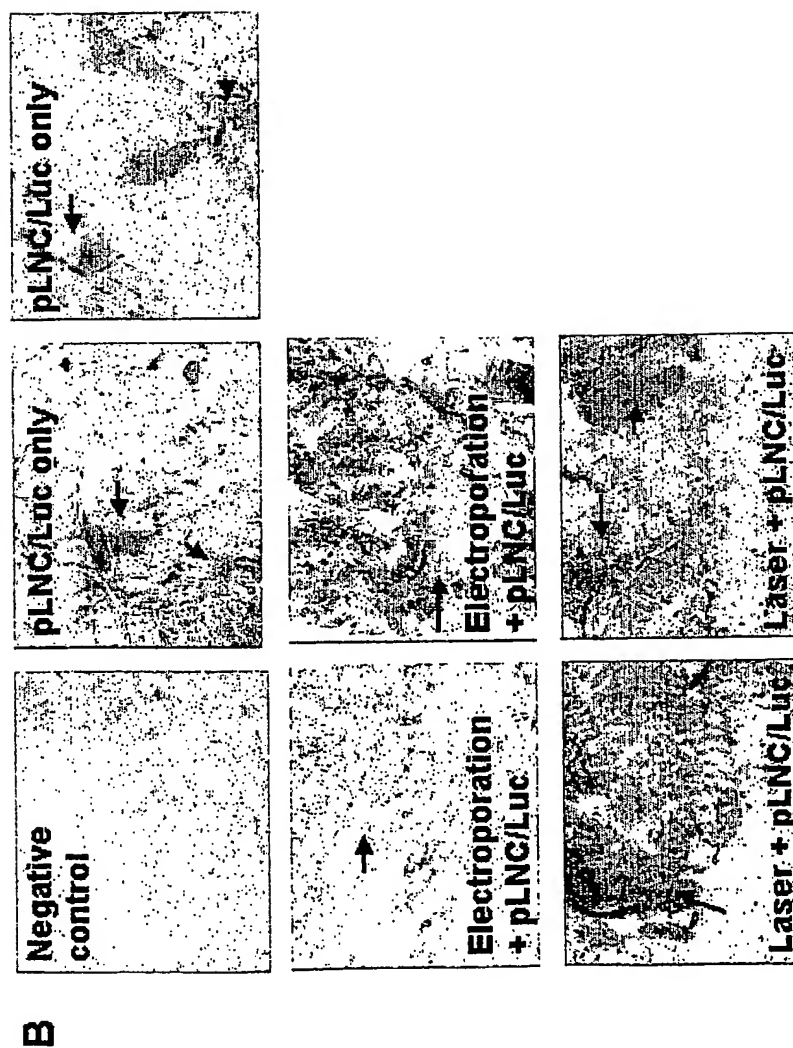 B
Negative
control
pLNC/Luc only
pLNC/Luc only
Electroporation
+ pLNC/Luc
Electroporation
+ pLNC/Luc
Laser + pLNC/Luc
Laser + pLNC/Luc